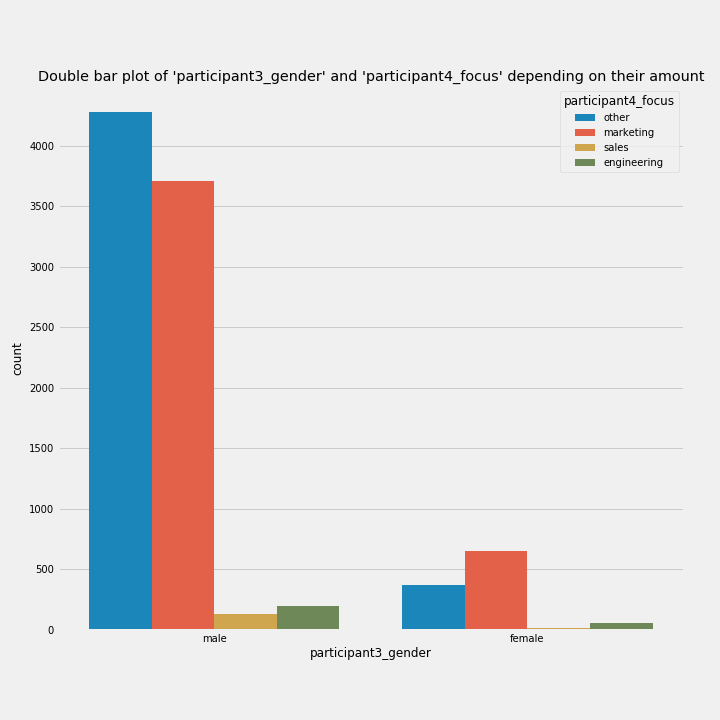 Double bar plot of 'participant3_gender' and 'participant4_focus' depending on their amount
participant4_focus
other
marketing
sales
engineering
4000
3500
3000
2500
2000
1500
1000
500
0
count
male
female
participant3_gender